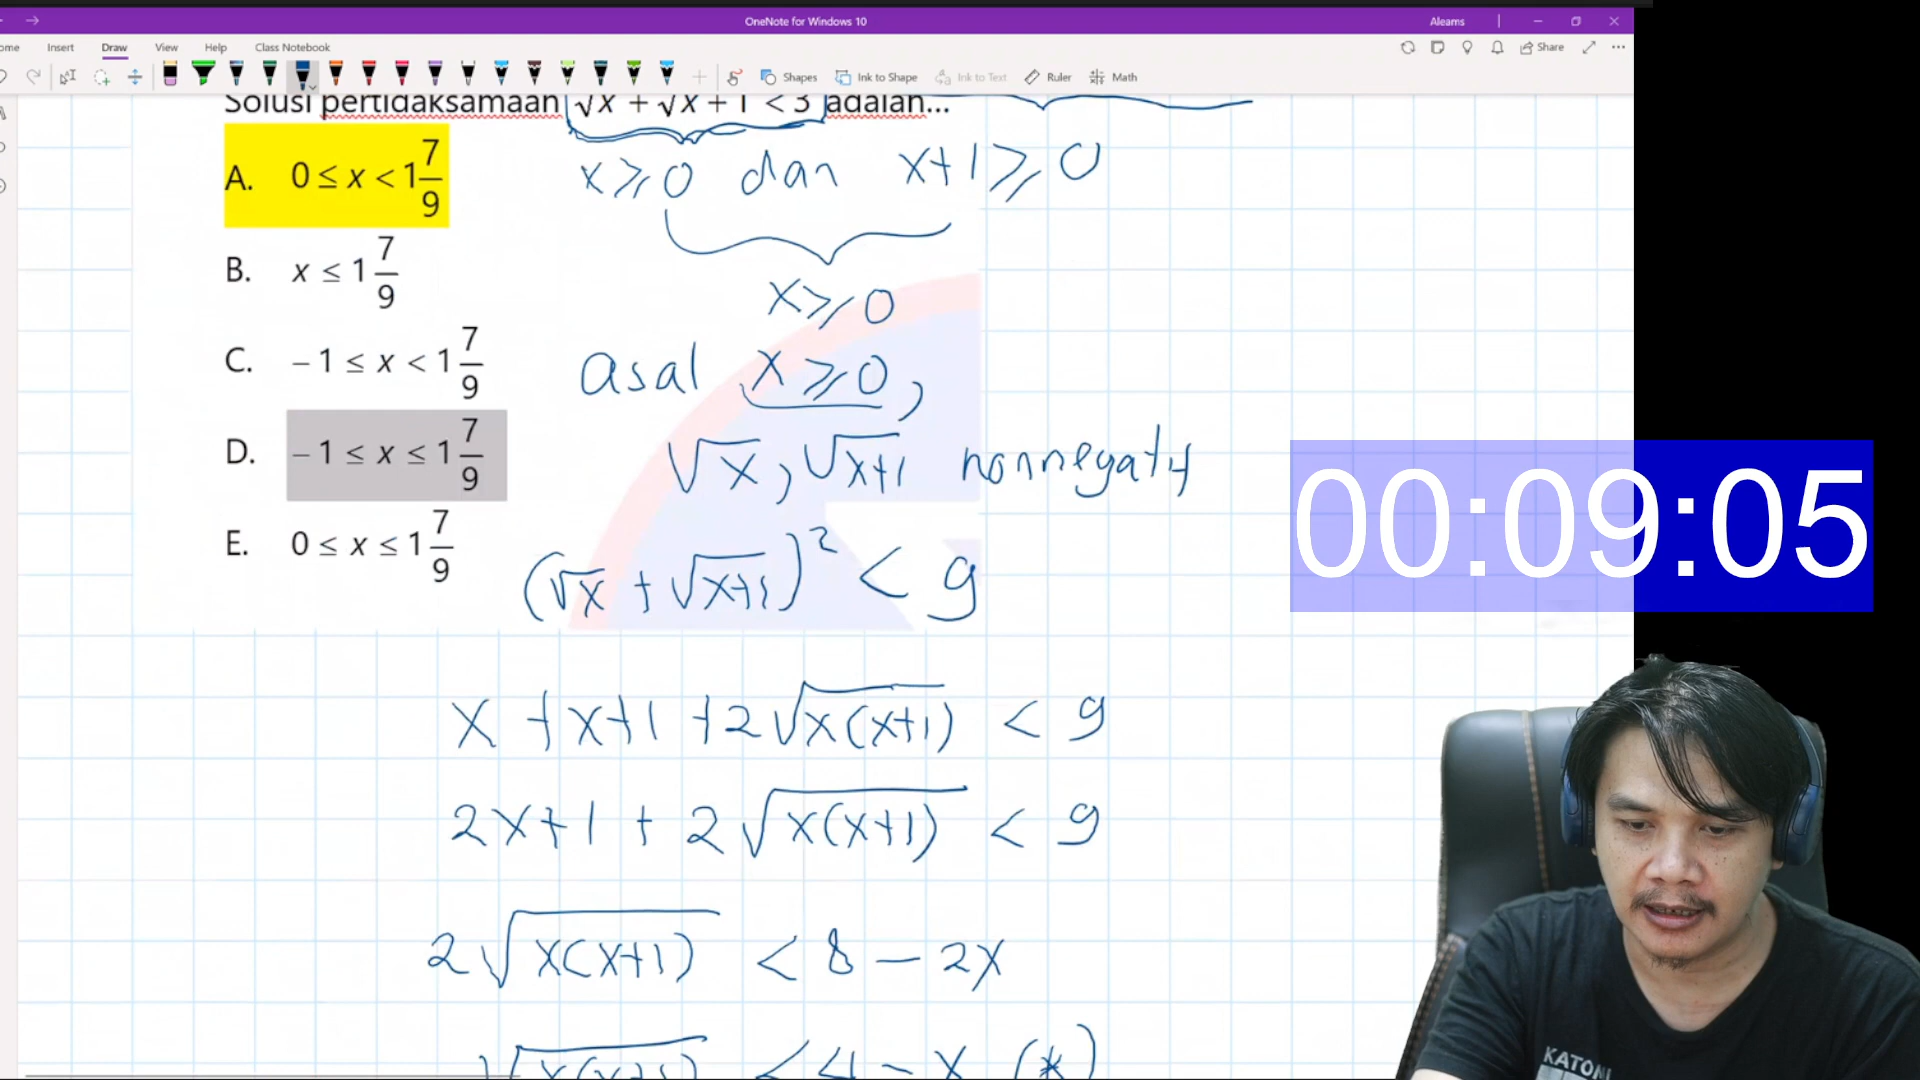 OneNote for Windows 10
Aleams
Insert Draw View Help Class Notebook
Share
Shapes Ink to Shape Ink to Text Ruler Math
Solusi pertidaksamaan √x + √x + 1 < 3 adalah...
A. 0 ≤ x < 1 7/9
x ≥ 0 dan x+1 ≥ 0
B. x ≤ 1 7/9
x ≥ 0
C. – 1 ≤ x < 1 7/9
asal x ≥ 0,
D. – 1 ≤ x ≤ 1 7/9
√x, √x+1 nonnegatif
E. 0 ≤ x ≤ 1 7/9
(√x + √x+1)² < 9
00:09:05
x + x+1 + 2√x(x+1) < 9
2x+1 + 2√x(x+1) < 9
2√x(x+1) < 8 – 2x
√x(x+1) < 4 – x (*)